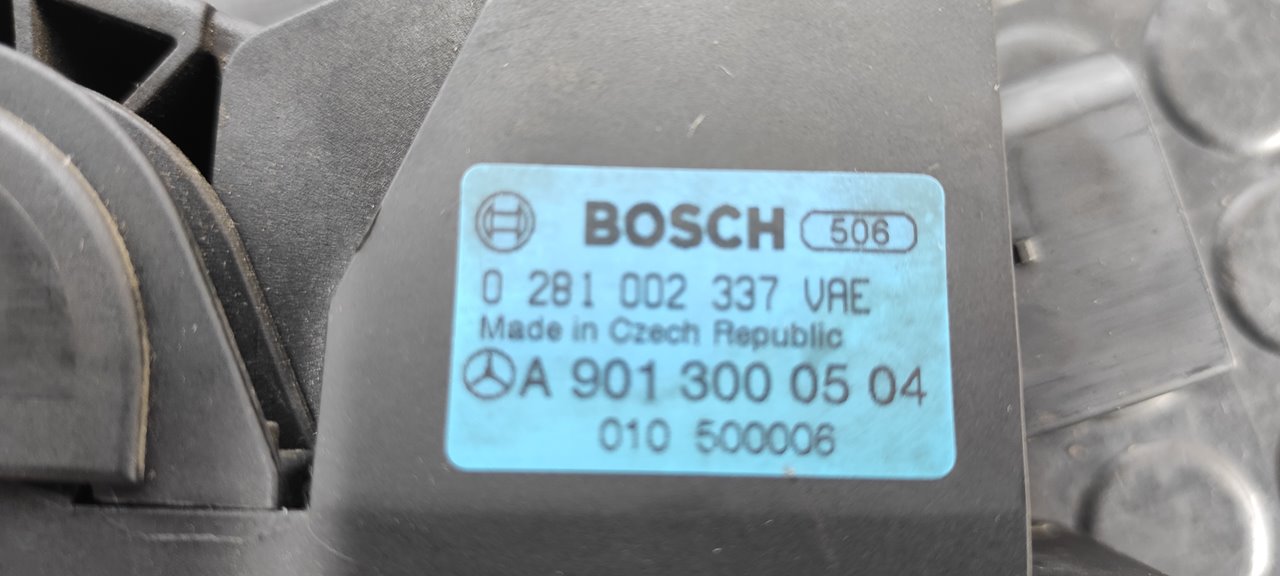 BOSCH 506
0 281 002 337 VAE
Made in Czech Republic
A 901 300 05 04
010 500006